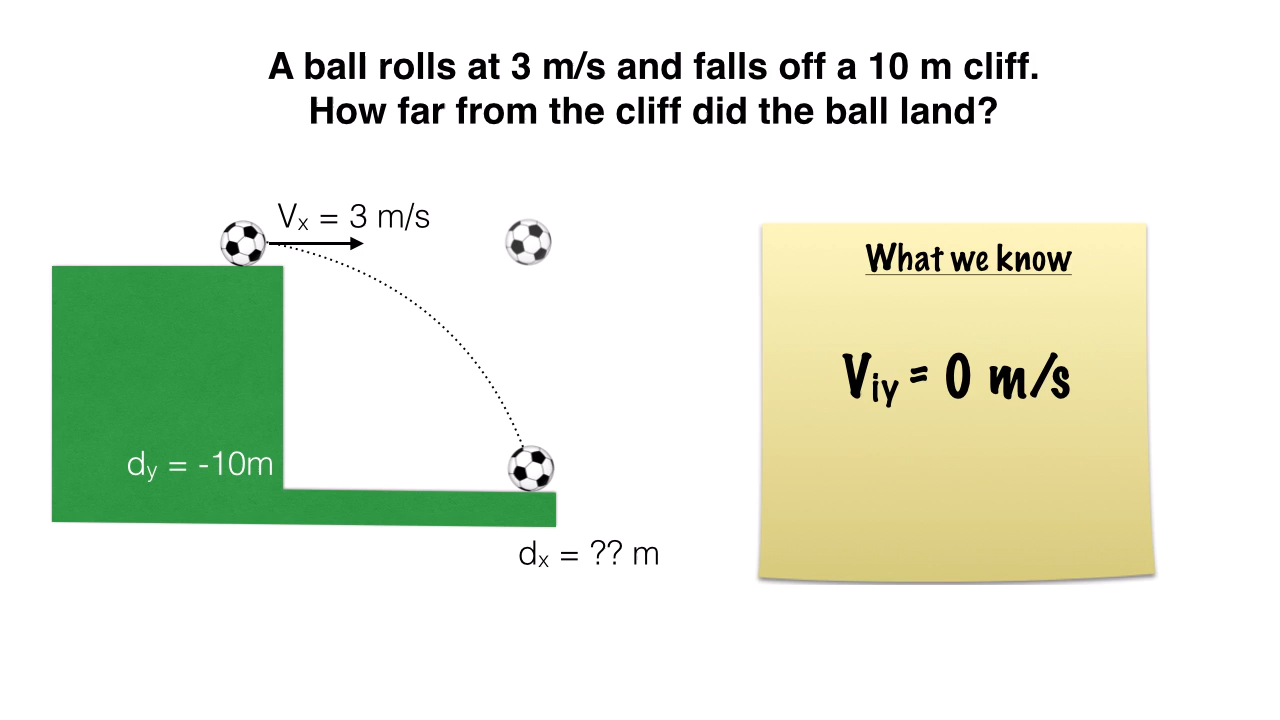 A ball rolls at 3 m/s and falls off a 10 m cliff.
How far from the cliff did the ball land?
Vx = 3 m/s
What we know
Viy = 0 m/s
dy = -10m
dx = ?? m